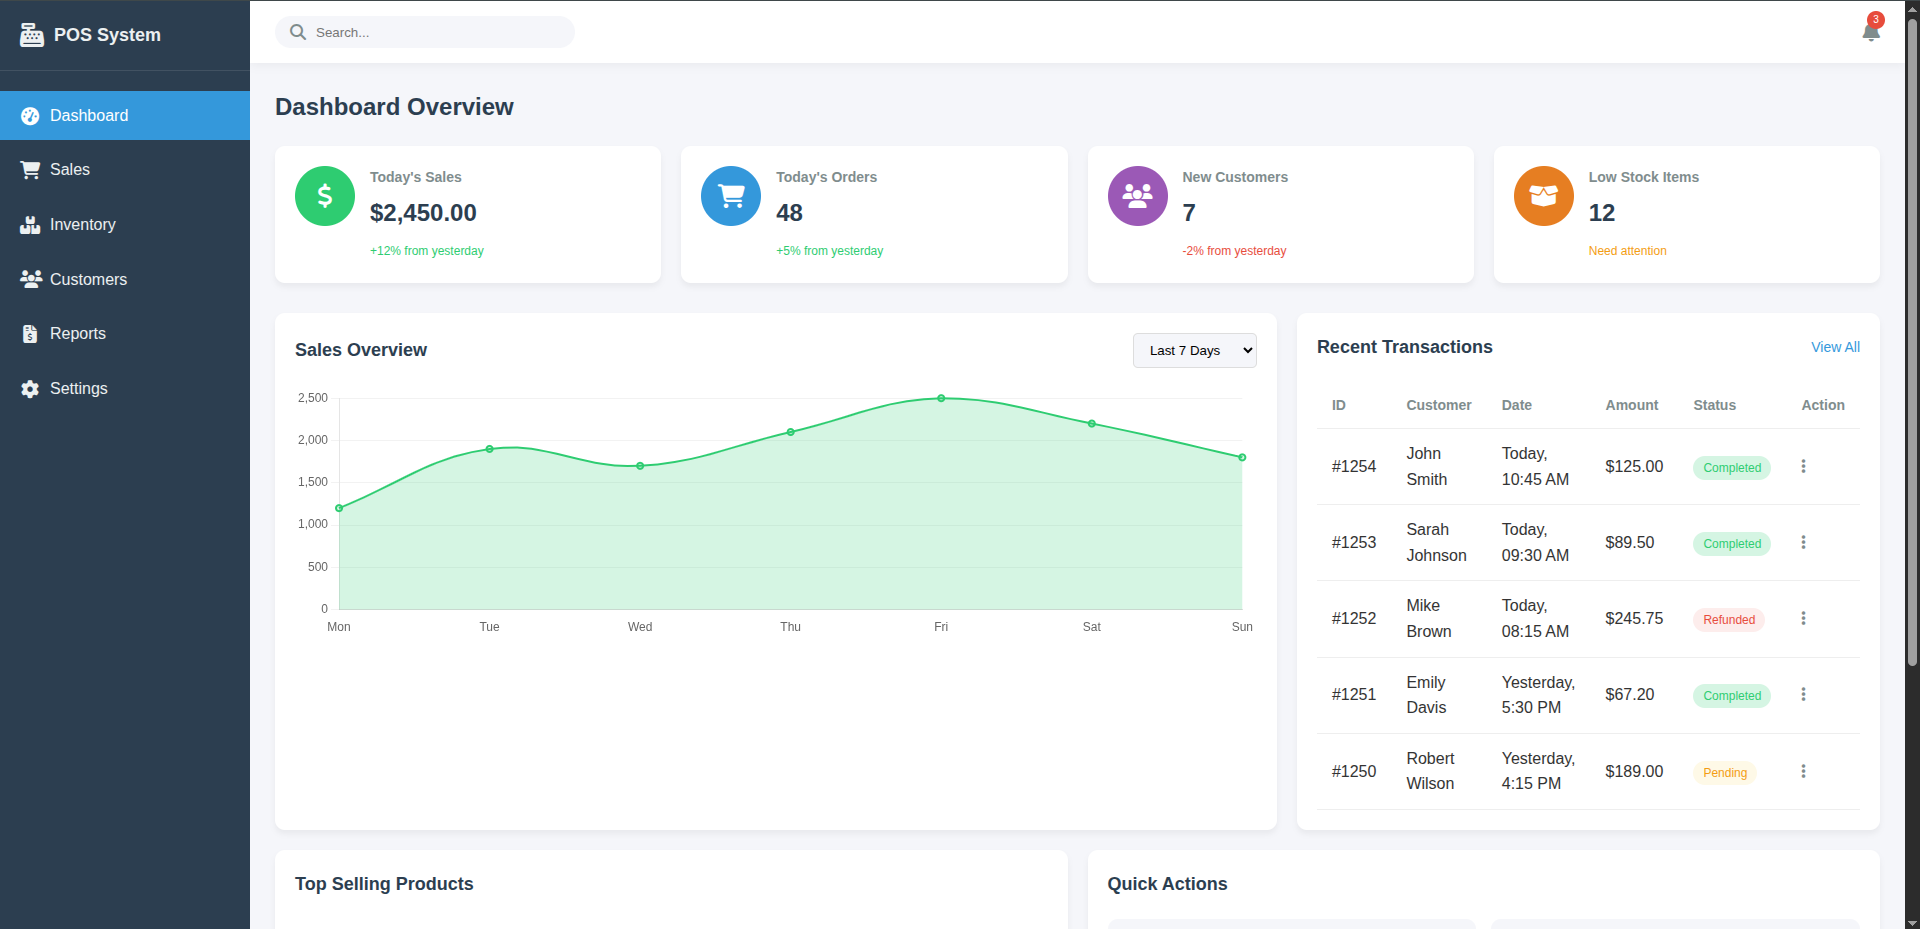 POS System
Search...
3
Dashboard
Sales
Inventory
Customers
Reports
Settings
Dashboard Overview
Today's Sales
$2,450.00
+12% from yesterday
Today's Orders
48
+5% from yesterday
New Customers
7
-2% from yesterday
Low Stock Items
12
Need attention
Sales Overview
Last 7 Days
2,500
2,000
1,500
1,000
500
0
Mon Tue Wed Thu Fri Sat Sun
Recent Transactions
View All
ID Customer Date Amount Status Action
#1254 John Smith Today, 10:45 AM $125.00 Completed
#1253 Sarah Johnson Today, 09:30 AM $89.50 Completed
#1252 Mike Brown Today, 08:15 AM $245.75 Refunded
#1251 Emily Davis Yesterday, 5:30 PM $67.20 Completed
#1250 Robert Wilson Yesterday, 4:15 PM $189.00 Pending
Top Selling Products
Quick Actions